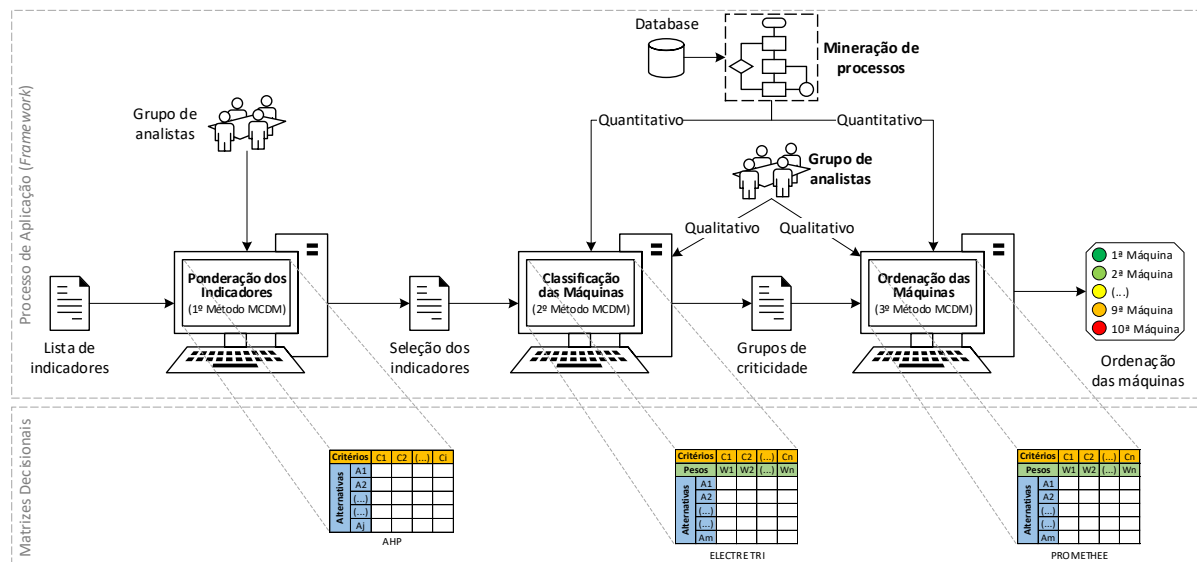 Processo de Aplicação (Framework)
Database
Mineração de
processos
Grupo de
analistas
Quantitativo
Quantitativo
Grupo de
analistas
Qualitativo
Qualitativo
Ponderação dos
Indicadores
(1º Método MCDM)
Classificação
das Máquinas
(2º Método MCDM)
Ordenação das
Máquinas
(3º Método MCDM)
1ª Máquina
2ª Máquina
(...)
9ª Máquina
10ª Máquina
Lista de
indicadores
Seleção dos
indicadores
Grupos de
criticidade
Ordenação
das máquinas
Matrizes Decisionais
Critérios C1 C2 (...) Ci
Alternativas
A1
A2
(...)
(...)
Aj
AHP
Critérios C1 C2 (...) Cn
Pesos W1 W2 (...) Wn
Alternativas
A1
A2
(...)
(...)
Am
ELECTRE TRI
Critérios C1 C2 (...) Cn
Pesos W1 W2 (...) Wn
Alternativas
A1
A2
(...)
(...)
Am
PROMETHEE